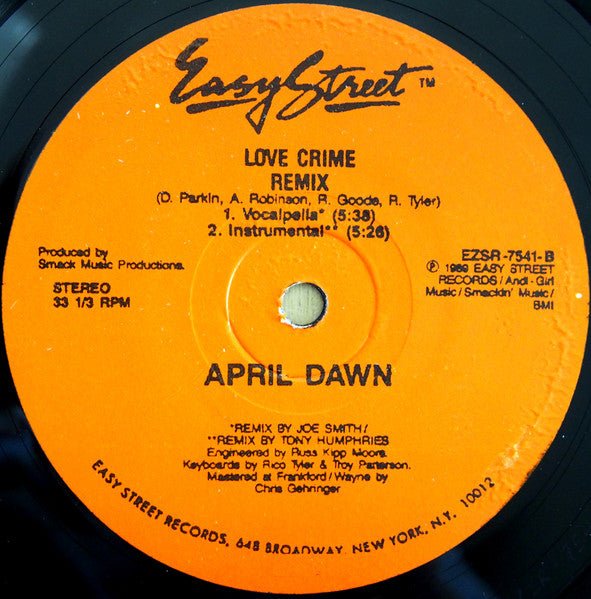 Easy Street™
LOVE CRIME
REMIX
(D. Parkin, A. Robinson, R. Goode, R. Tyler)
1. Vocalpella* (5:38)
2. Instrumental** (5:26)
Produced by
Smack Music Productions.
STEREO
33 1/3 RPM
EZSR-7541-B
℗ 1989 EASY STREET
RECORDS/Andi-Girl
Music/Smackin' Music/
BMI
APRIL DAWN
*REMIX BY JOE SMITH/
**REMIX BY TONY HUMPHRIES
Engineered by Russ Kipp Moore.
Keyboards by Rico Tyler & Troy Patterson.
Mastered at Frankford/Wayne by
Chris Gehringer
EASY STREET RECORDS, 648 BROADWAY, NEW YORK, N.Y. 10012